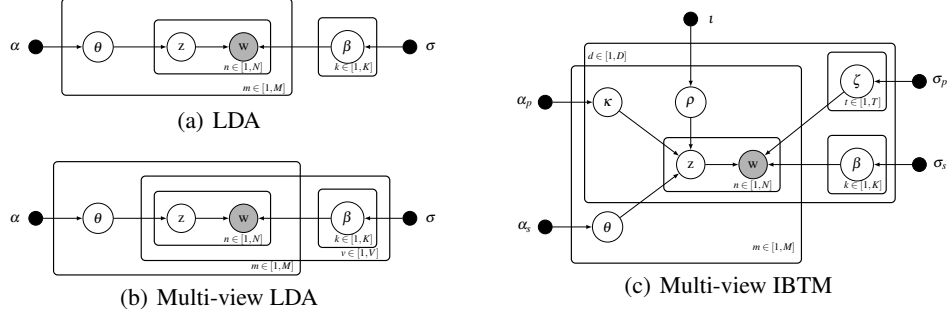 α θ z w β σ
n ∈ [1,N] k ∈ [1,K]
m ∈ [1,M]
(a) LDA
α θ z w β σ
n ∈ [1,N] k ∈ [1,K]
v ∈ [1,V]
m ∈ [1,M]
(b) Multi-view LDA
ι
d ∈ [1,D]
α_p κ ρ ζ σ_p
t ∈ [1,T]
z w β σ_s
n ∈ [1,N] k ∈ [1,K]
α_s θ
m ∈ [1,M]
(c) Multi-view IBTM